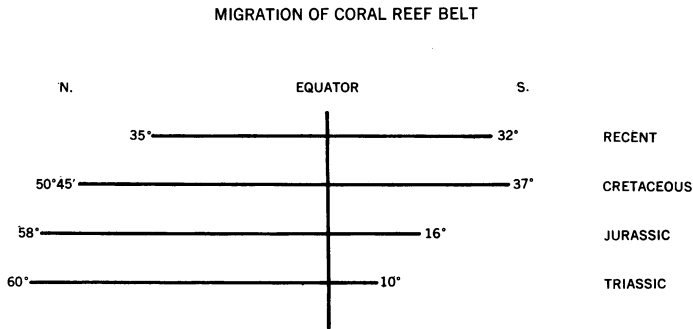 MIGRATION OF CORAL REEF BELT
N. EQUATOR S.
35° 32° RECENT
50°45′ 37° CRETACEOUS
58° 16° JURASSIC
60° 10° TRIASSIC